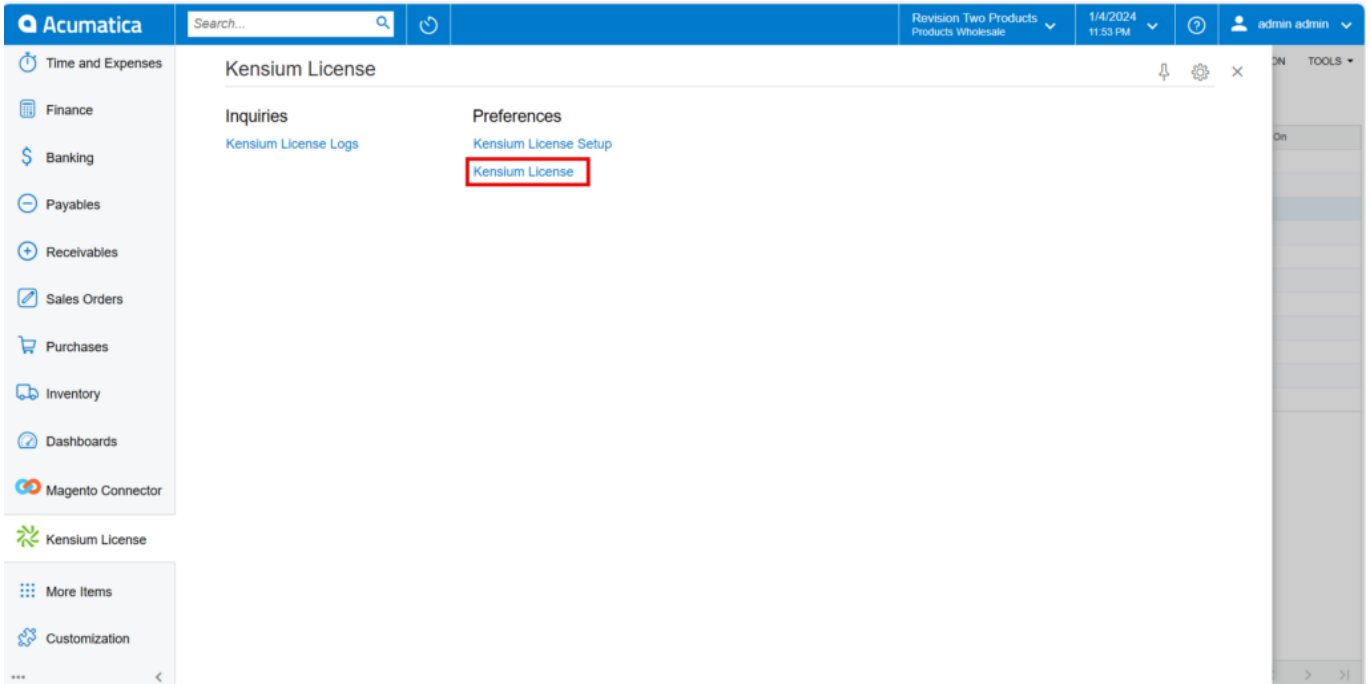 Acumatica
Search...
Revision Two Products
Products Wholesale
1/4/2024
11:53 PM
admin admin
Time and Expenses
Finance
Banking
Payables
Receivables
Sales Orders
Purchases
Inventory
Dashboards
Magento Connector
Kensium License
More Items
Customization
Kensium License
Inquiries
Kensium License Logs
Preferences
Kensium License Setup
Kensium License
ON
TOOLS
On